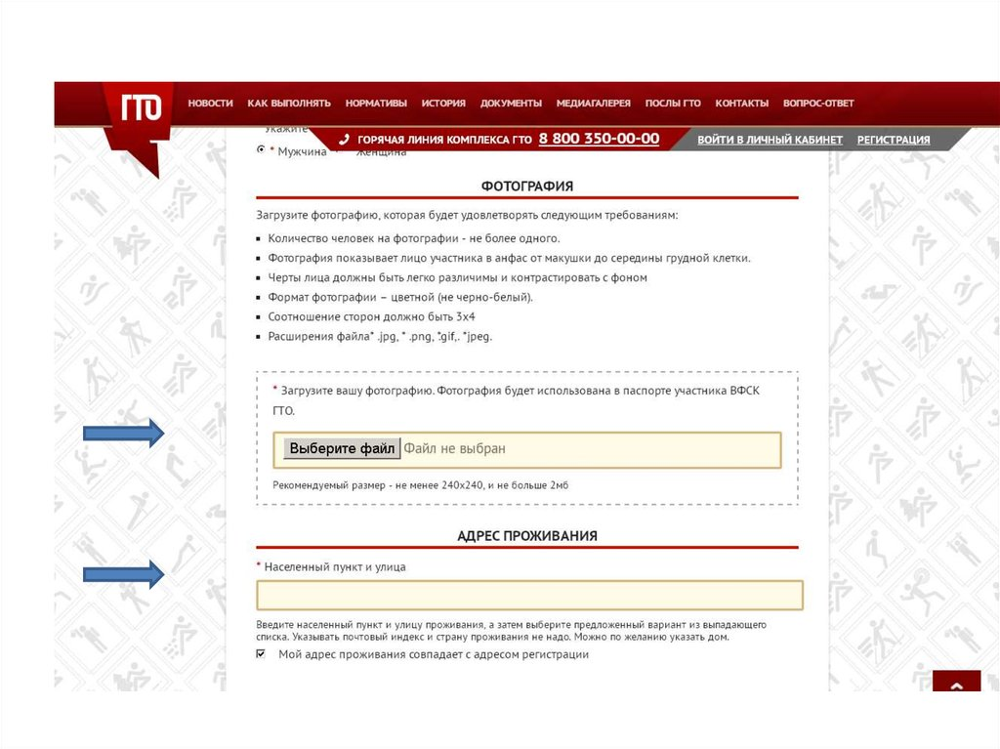 ГТО
НОВОСТИ КАК ВЫПОЛНЯТЬ НОРМАТИВЫ ИСТОРИЯ ДОКУМЕНТЫ МЕДИАГАЛЕРЕЯ ПОСЛЫ ГТО КОНТАКТЫ ВОПРОС-ОТВЕТ
Укажите
ГОРЯЧАЯ ЛИНИЯ КОМПЛЕКСА ГТО 8 800 350-00-00 ВОЙТИ В ЛИЧНЫЙ КАБИНЕТ РЕГИСТРАЦИЯ
* Мужчина * Женщина
ФОТОГРАФИЯ
Загрузите фотографию, которая будет удовлетворять следующим требованиям:
Количество человек на фотографии - не более одного.
Фотография показывает лицо участника в анфас от макушки до середины грудной клетки.
Черты лица должны быть легко различимы и контрастировать с фоном
Формат фотографии – цветной (не черно-белый).
Соотношение сторон должно быть 3х4
Расширения файла* .jpg, * .png, *.gif,. *jpeg.
* Загрузите вашу фотографию. Фотография будет использована в паспорте участника ВФСК
ГТО.
Выберите файл Файл не выбран
Рекомендуемый размер - не менее 240х240, и не больше 2мб
АДРЕС ПРОЖИВАНИЯ
* Населенный пункт и улица
Введите населенный пункт и улицу проживания, а затем выберите предложенный вариант из выпадающего
списка. Указывать почтовый индекс и страну проживания не надо. Можно по желанию указать дом.
Мой адрес проживания совпадает с адресом регистрации